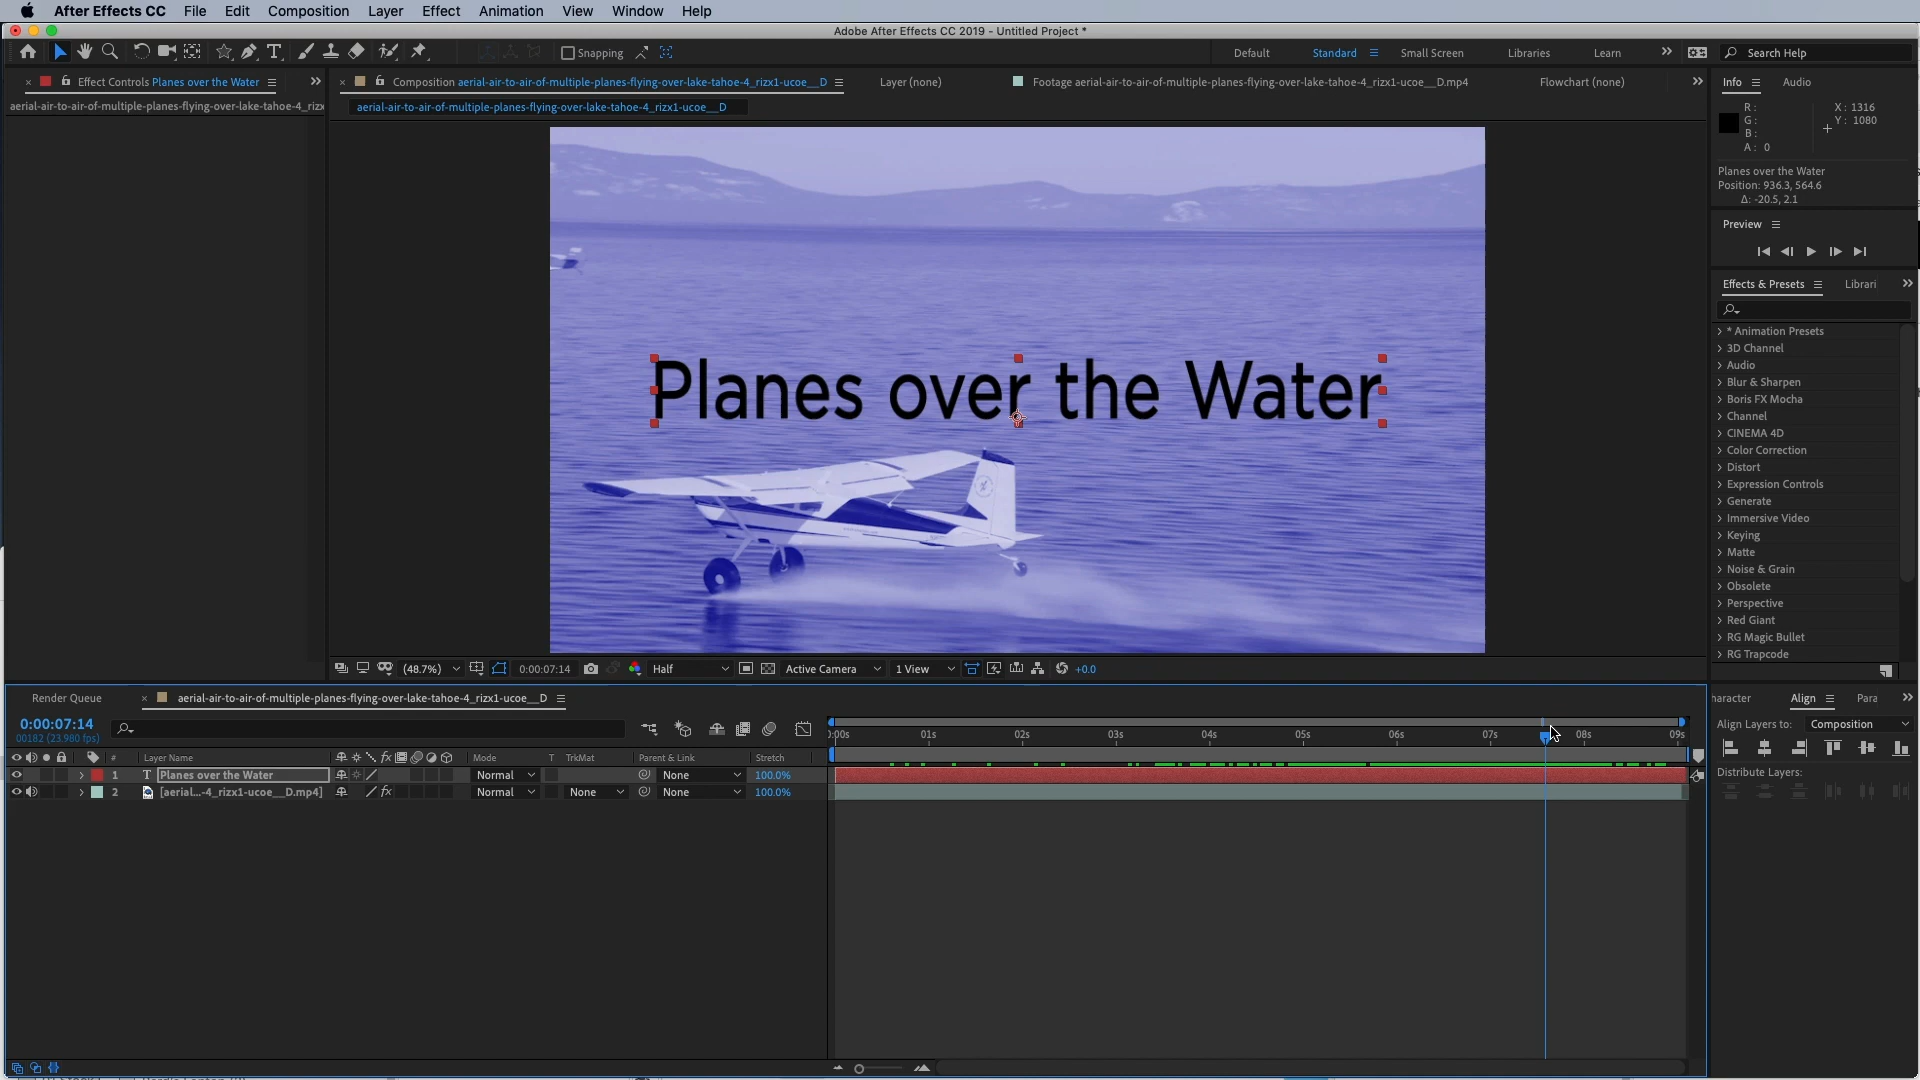 After Effects CC File Edit Composition Layer Effect Animation View Window Help
Adobe After Effects CC 2019 - Untitled Project *
Snapping Default Standard Small Screen Libraries Learn Search Help
Effect Controls Planes over the Water
aerial-air-to-air-of-multiple-planes-flying-over-lake-tahoe-4_rizx
Composition aerial-air-to-air-of-multiple-planes-flying-over-lake-tahoe-4_rizx1-ucoe__D
Layer (none)
Footage aerial-air-to-air-of-multiple-planes-flying-over-lake-tahoe-4_rizx1-ucoe__D.mp4
Flowchart (none)
aerial-air-to-air-of-multiple-planes-flying-over-lake-tahoe-4_rizx1-ucoe__D
Planes over the Water
(48.7%) 0:00:07:14 Half Active Camera 1 View +0.0
Info Audio
R: X: 1316
G: Y: 1080
B:
A: 0
Planes over the Water
Position: 936.3, 564.6
Δ: -20.5, 2.1
Preview
Effects & Presets Librari
* Animation Presets
3D Channel
Audio
Blur & Sharpen
Boris FX Mocha
Channel
CINEMA 4D
Color Correction
Distort
Expression Controls
Generate
Immersive Video
Keying
Matte
Noise & Grain
Obsolete
Perspective
Red Giant
RG Magic Bullet
RG Trapcode
Render Queue aerial-air-to-air-of-multiple-planes-flying-over-lake-tahoe-4_rizx1-ucoe__D
0:00:07:14
00182 (23.980 fps)
):00s 01s 02s 03s 04s 05s 06s 07s 08s 09s
# Layer Name Mode T TrkMat Parent & Link Stretch
1 T Planes over the Water Normal None 100.0%
2 [aerial...-4_rizx1-ucoe__D.mp4] fx Normal None None 100.0%
haracter Align Para
Align Layers to: Composition
Distribute Layers: